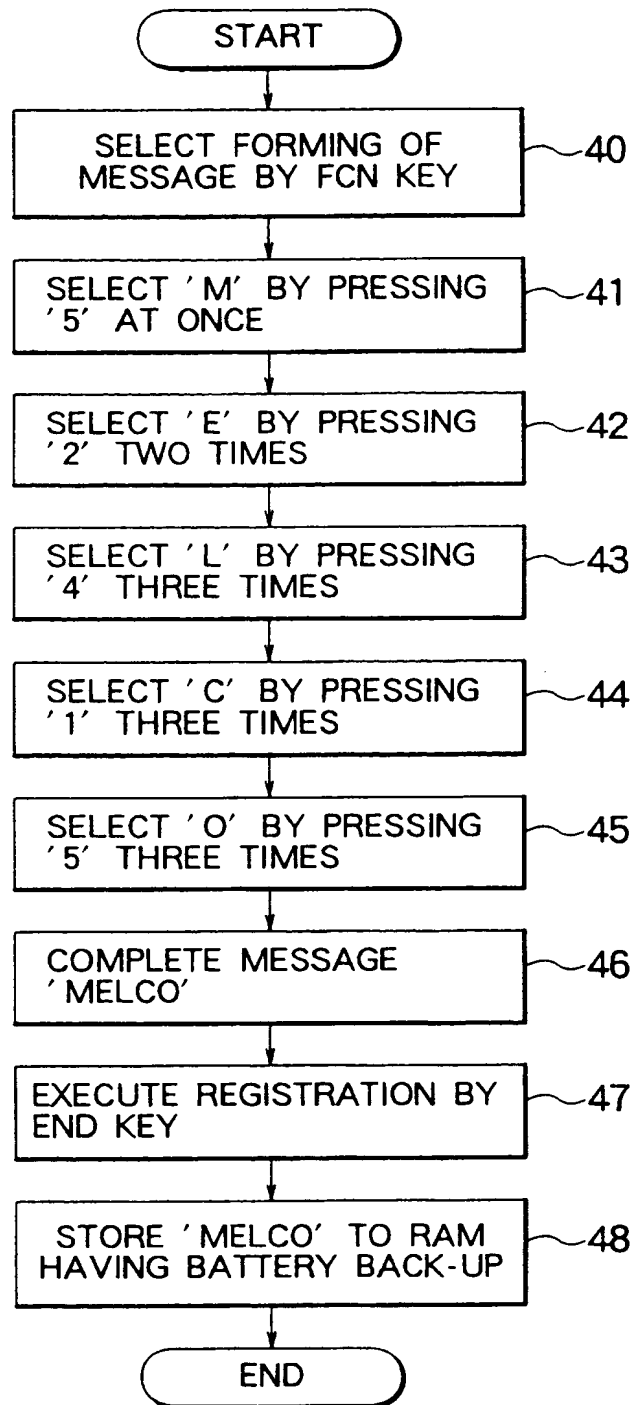 START
SELECT FORMING OF
MESSAGE BY FCN KEY
40
SELECT 'M' BY PRESSING
'5' AT ONCE
41
SELECT 'E' BY PRESSING
'2' TWO TIMES
42
SELECT 'L' BY PRESSING
'4' THREE TIMES
43
SELECT 'C' BY PRESSING
'1' THREE TIMES
44
SELECT 'O' BY PRESSING
'5' THREE TIMES
45
COMPLETE MESSAGE
'MELCO'
46
EXECUTE REGISTRATION BY
END KEY
47
STORE 'MELCO' TO RAM
HAVING BATTERY BACK-UP
48
END